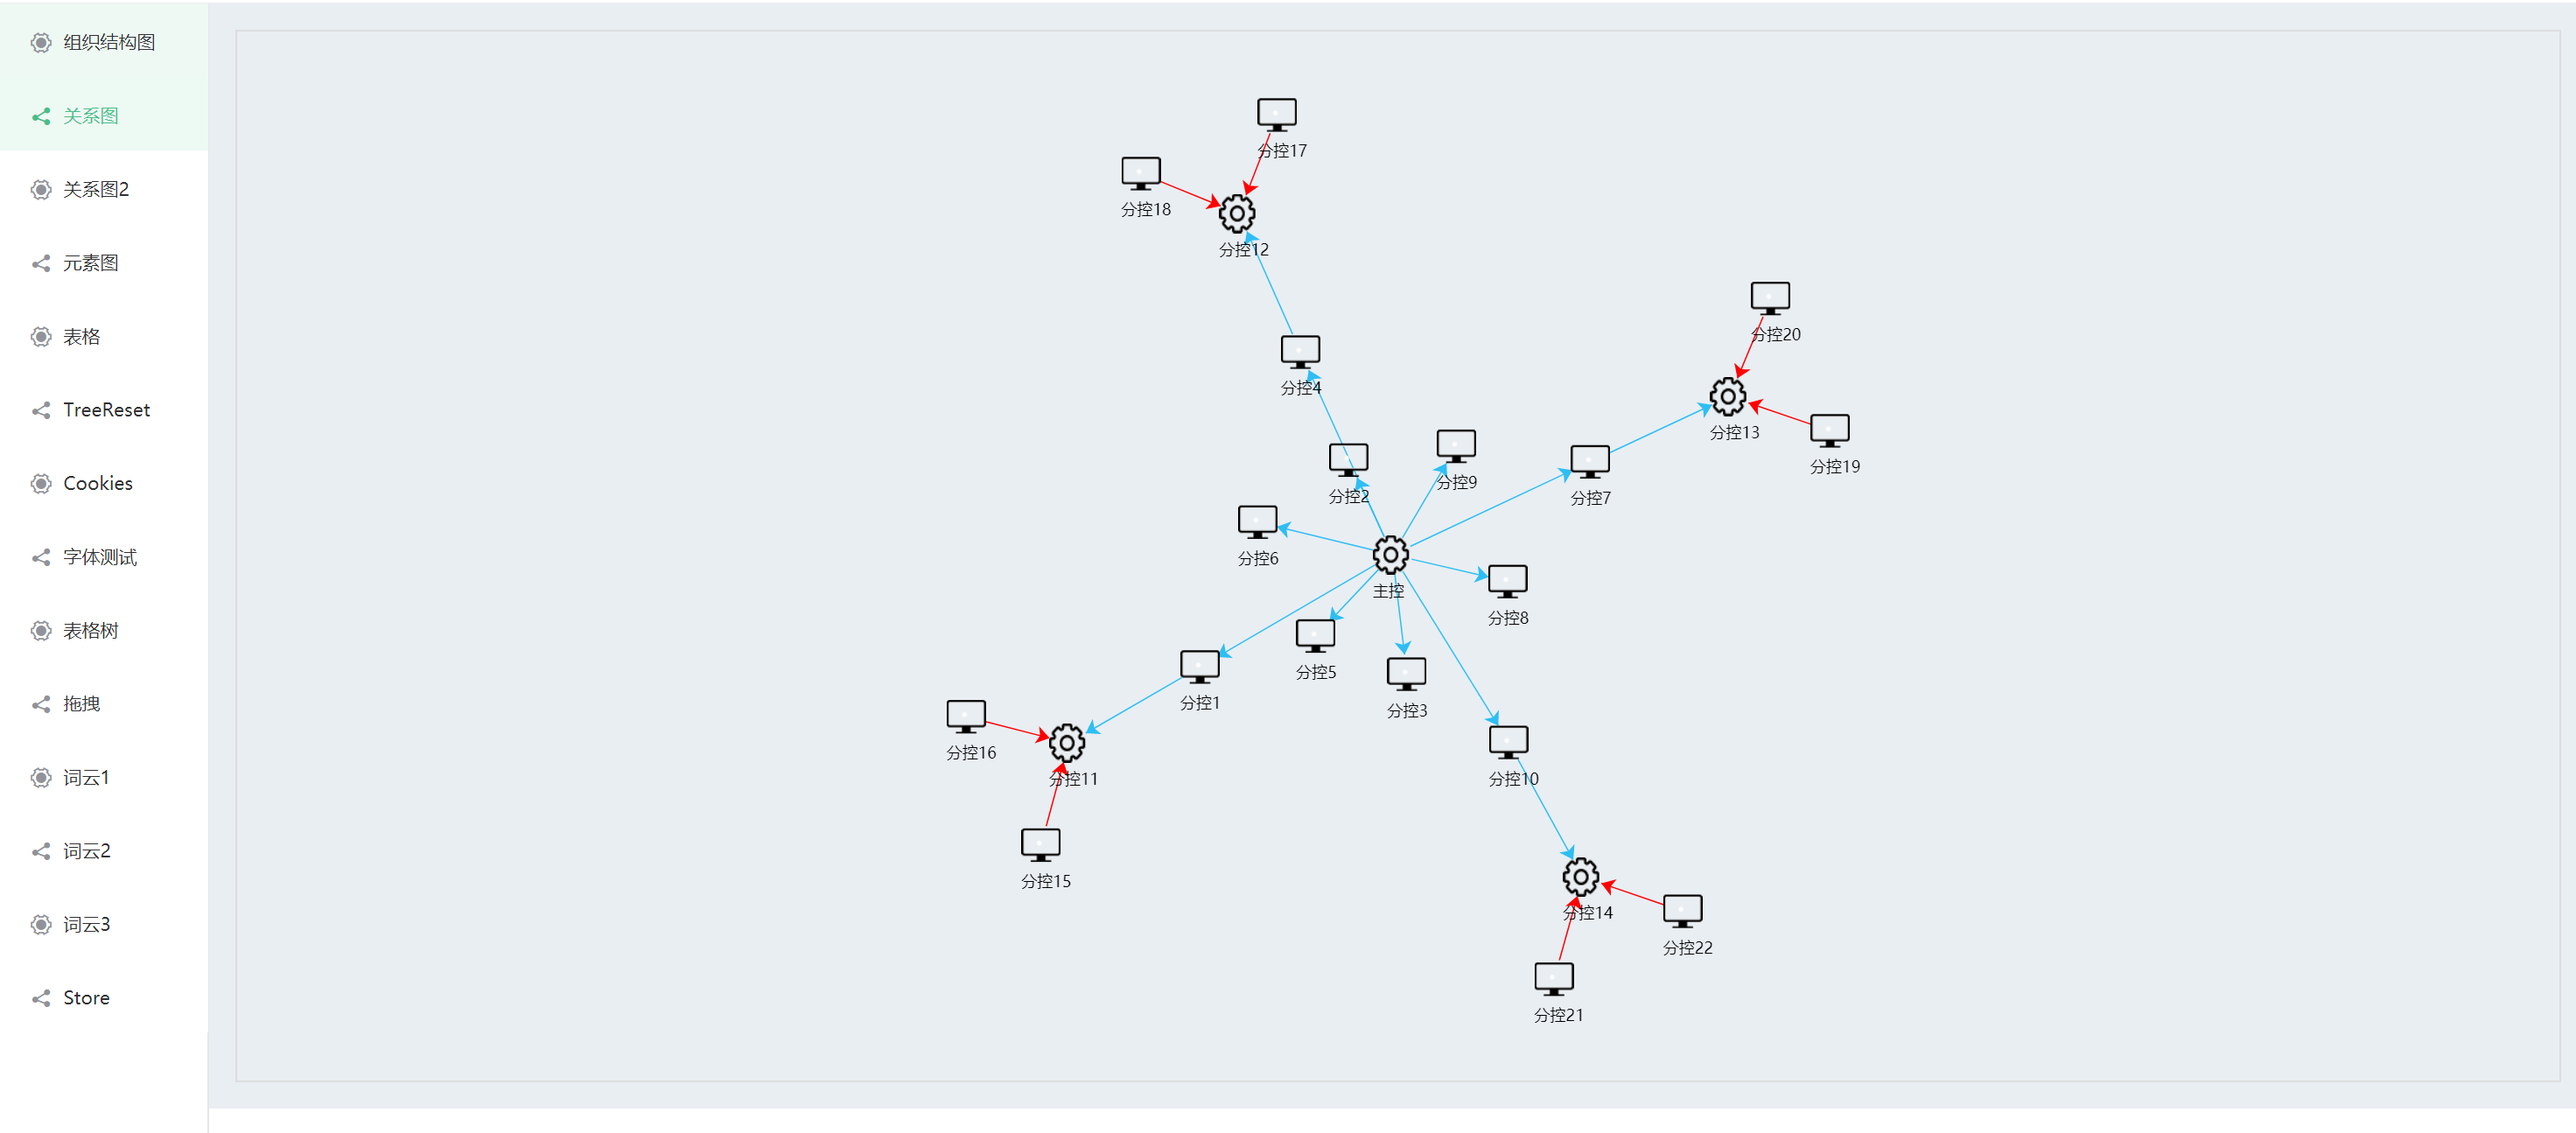 组织结构图
关系图
关系图2
元素图
表格
TreeReset
Cookies
字体测试
表格树
拖拽
词云1
词云2
词云3
Store
分控17
分控18
分控12
分控20
分控4
分控13
分控19
分控9
分控2
分控7
分控6
主控
分控8
分控5
分控1
分控3
分控16
分控11
分控10
分控15
分控14
分控22
分控21